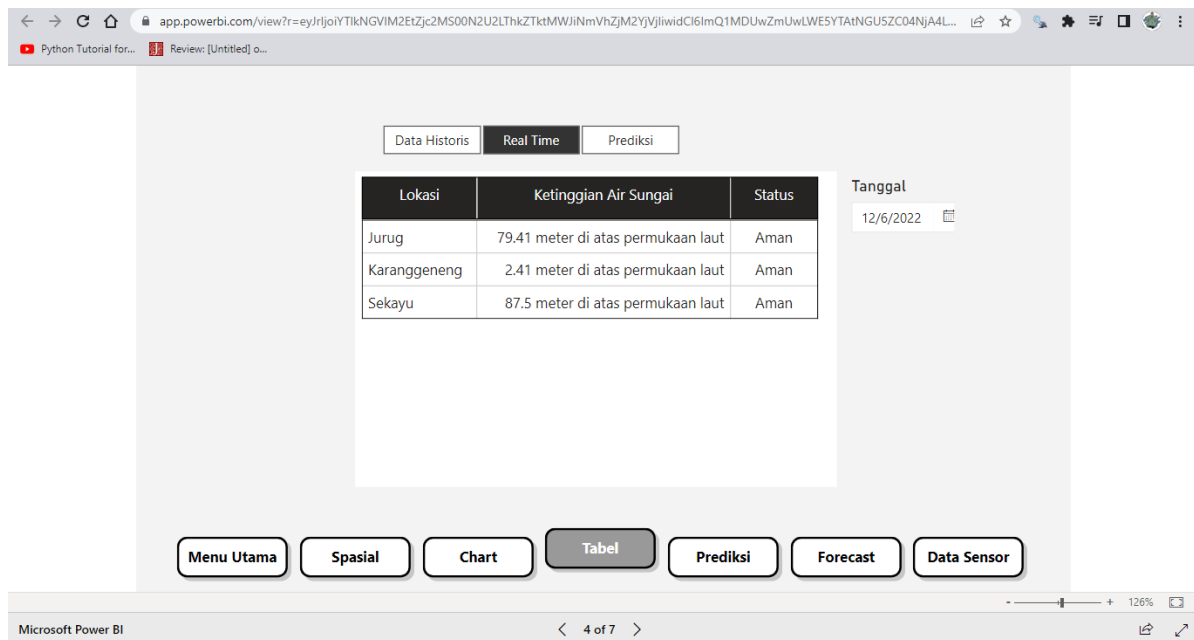 app.powerbi.com/view?r=eyJrIjoiYTlkNGVlM2EtZjc2MS00N2U2LThkZTktMWJiNmVhZjM2YjVjIiwidCI6ImQ1MDUwZmUwLWE5YTAtNGU5ZC04NjA4L...
Python Tutorial for... Review: [Untitled] o...
Data Historis Real Time Prediksi
Lokasi Ketinggian Air Sungai Status
Jurug 79.41 meter di atas permukaan laut Aman
Karanggeneng 2.41 meter di atas permukaan laut Aman
Sekayu 87.5 meter di atas permukaan laut Aman
Tanggal
12/6/2022
Menu Utama Spasial Chart Tabel Prediksi Forecast Data Sensor
- + 126%
Microsoft Power BI < 4 of 7 >